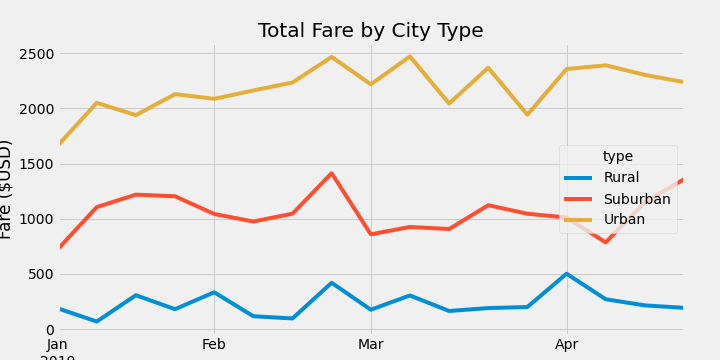 Total Fare by City Type
Fare ($USD)
2500
2000
1500
1000
500
0
type
Rural
Suburban
Urban
Jan
Feb
Mar
Apr
2019